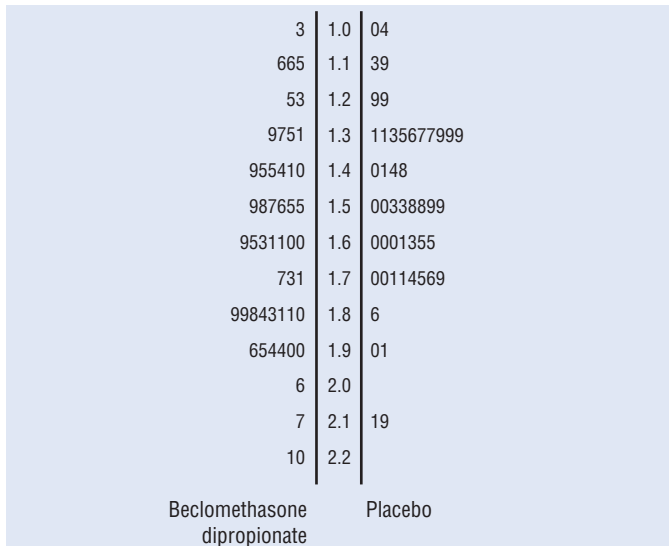 3 1.0 04
665 1.1 39
53 1.2 99
9751 1.3 1135677999
955410 1.4 0148
987655 1.5 00338899
9531100 1.6 0001355
731 1.7 00114569
99843110 1.8 6
654400 1.9 01
6 2.0
7 2.1 19
10 2.2
Beclomethasone Placebo
dipropionate